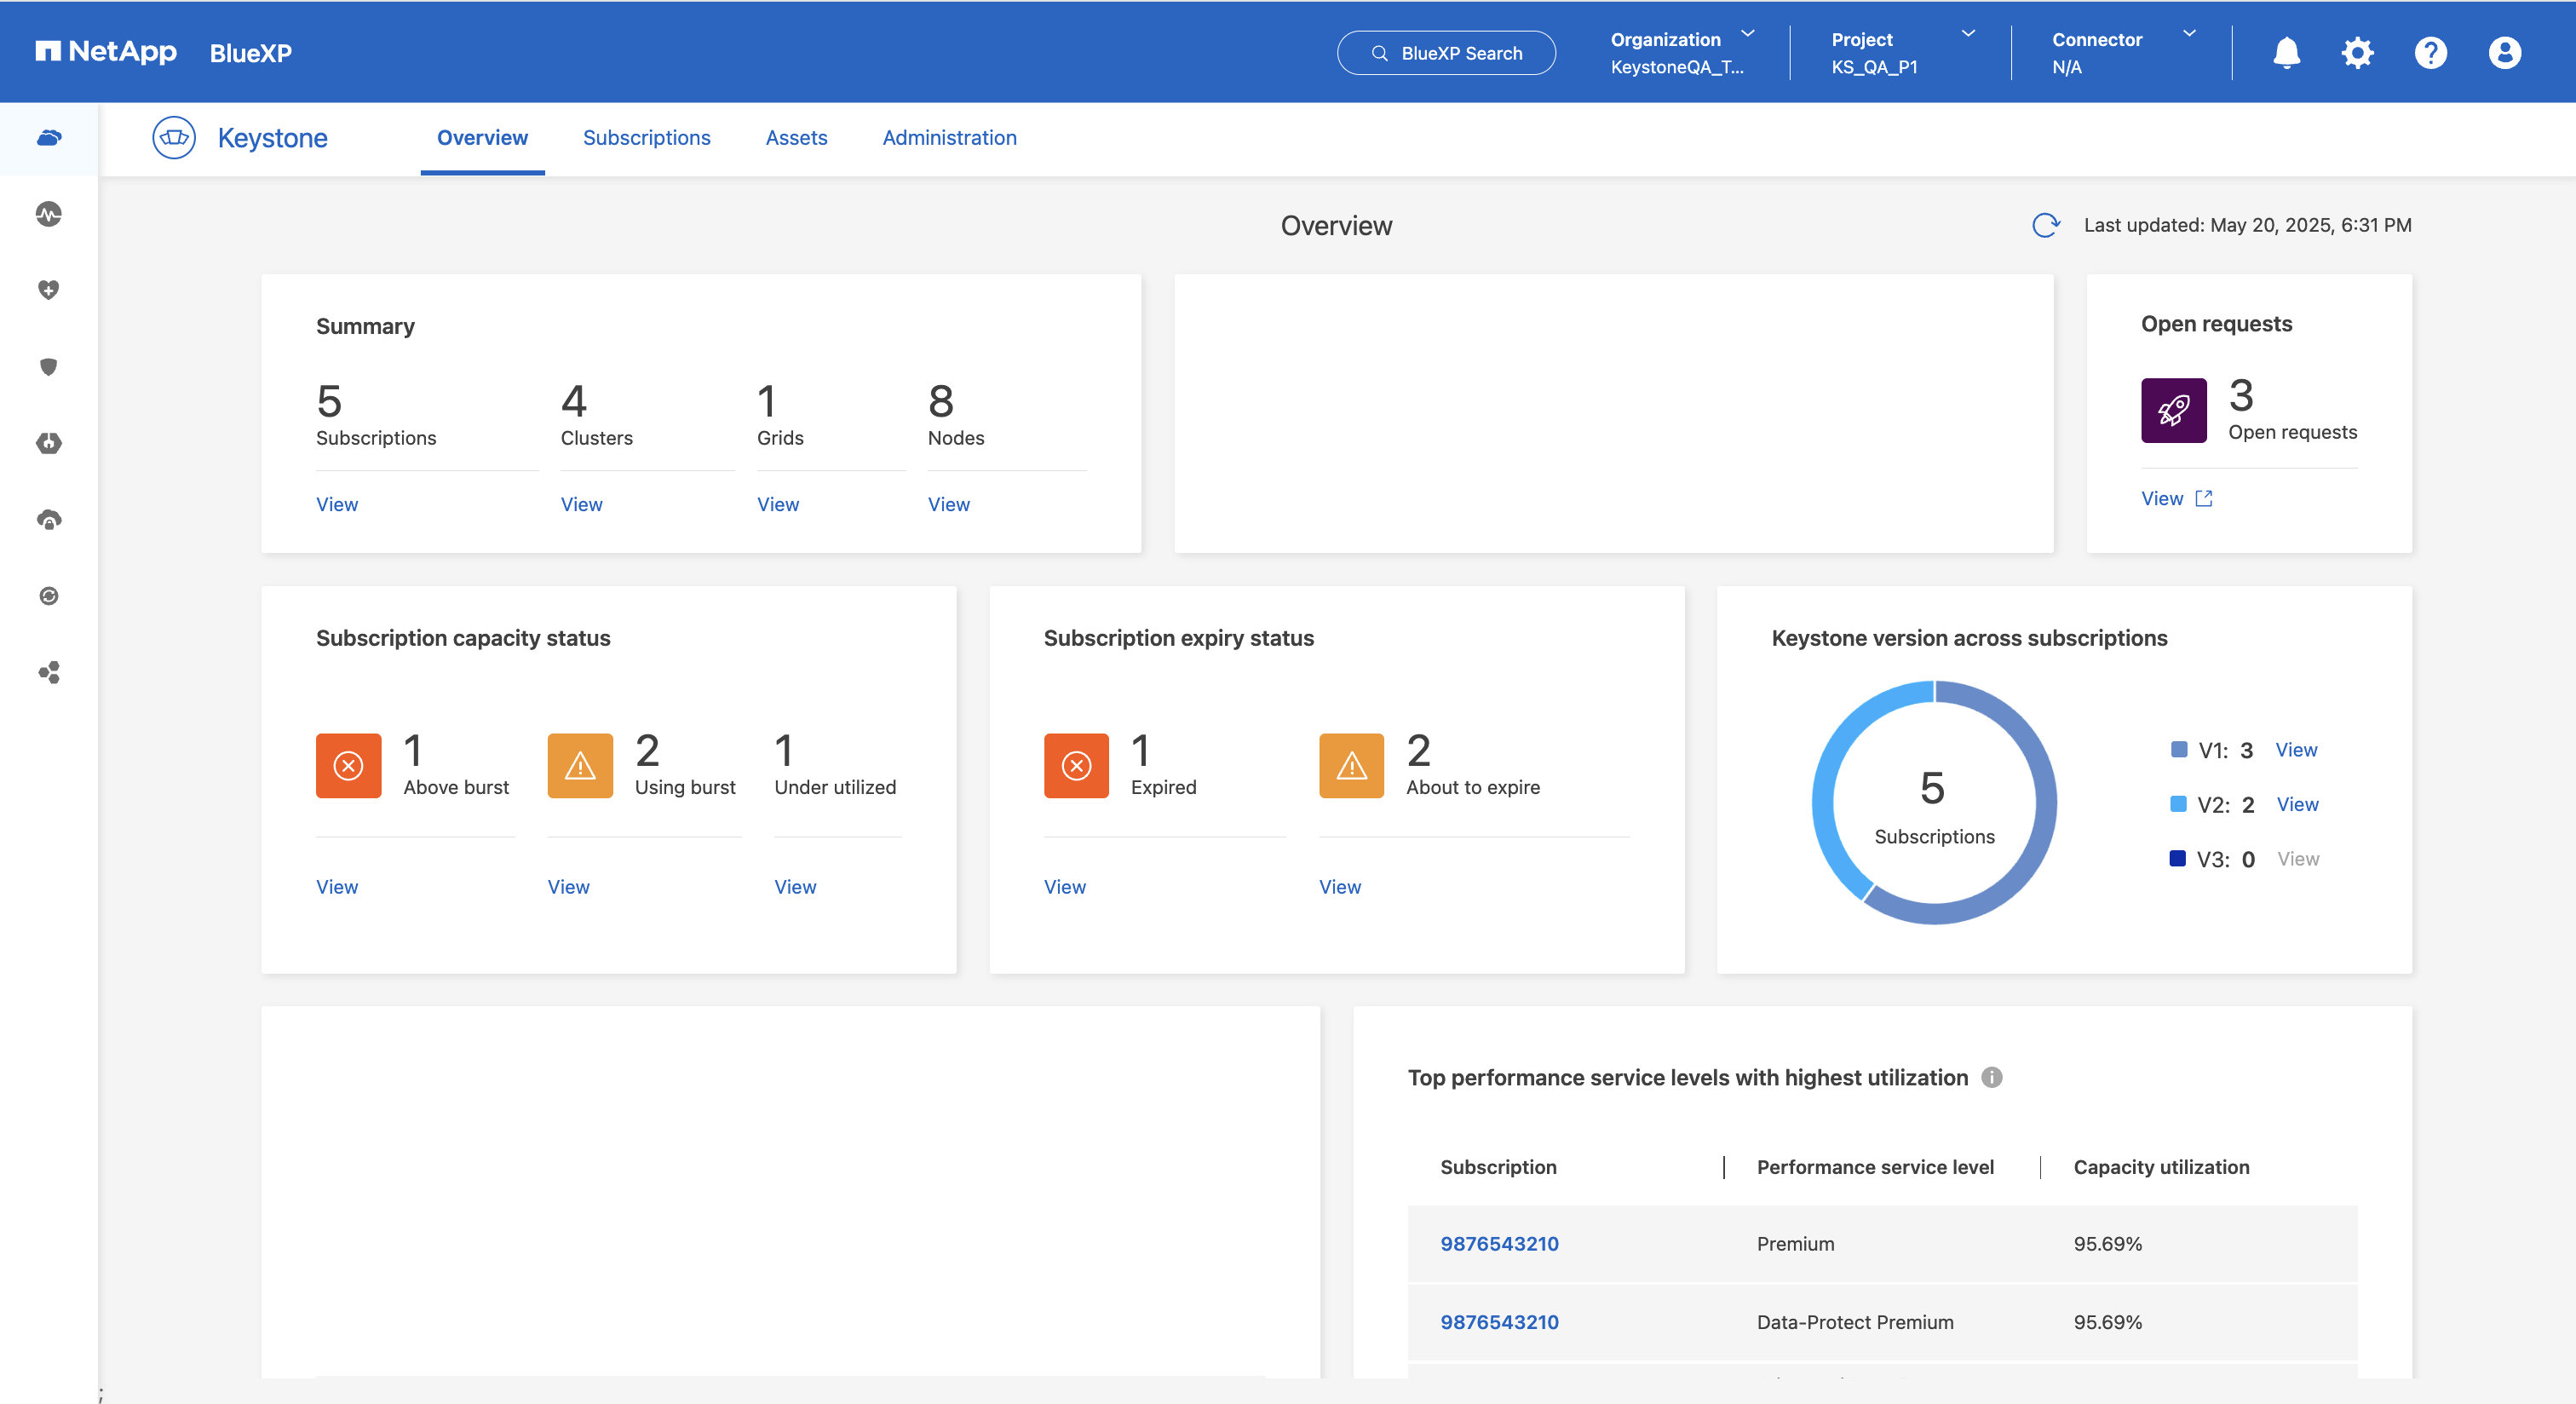 NetApp BlueXP
BlueXP Search
Organization
KeystoneQA_T...
Project
KS_QA_P1
Connector
N/A
Keystone
Overview
Subscriptions
Assets
Administration
Overview
Last updated: May 20, 2025, 6:31 PM
Summary
5
Subscriptions
View
4
Clusters
View
1
Grids
View
8
Nodes
View
Open requests
3
Open requests
View
Subscription capacity status
1
Above burst
View
2
Using burst
View
1
Under utilized
View
Subscription expiry status
1
Expired
View
2
About to expire
View
Keystone version across subscriptions
5
Subscriptions
V1: 3 View
V2: 2 View
V3: 0 View
Top performance service levels with highest utilization
Subscription Performance service level Capacity utilization
9876543210 Premium 95.69%
9876543210 Data-Protect Premium 95.69%
;